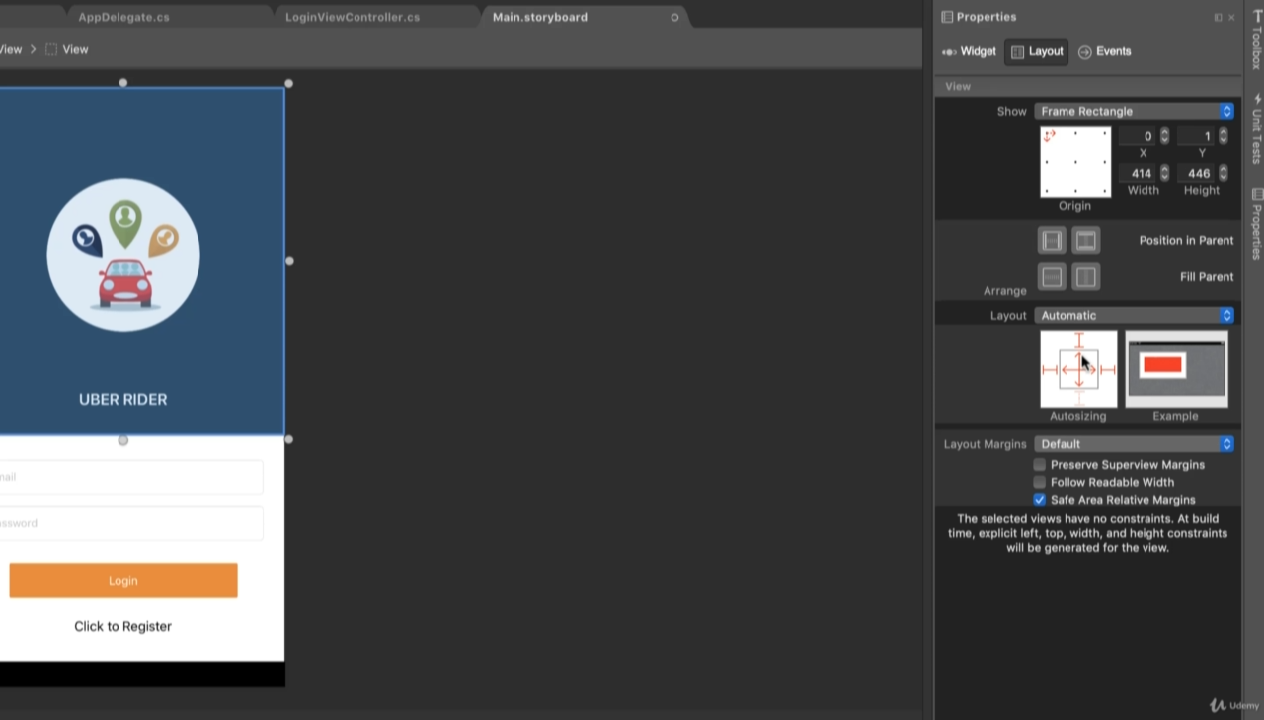 AppDelegate.cs
LoginViewController.cs
Main.storyboard
View > View
UBER RIDER
Login
Click to Register
Properties
Widget
Layout
Events
View
Show
Frame Rectangle
0
1
X
Y
414
446
Width
Height
Origin
Position in Parent
Fill Parent
Arrange
Layout
Automatic
Autosizing
Example
Layout Margins
Default
Preserve Superview Margins
Follow Readable Width
Safe Area Relative Margins
The selected views have no constraints. At build
time, explicit left, top, width, and height constraints
will be generated for the view.
Toolbox
Unit Tests
Properties
Udemy